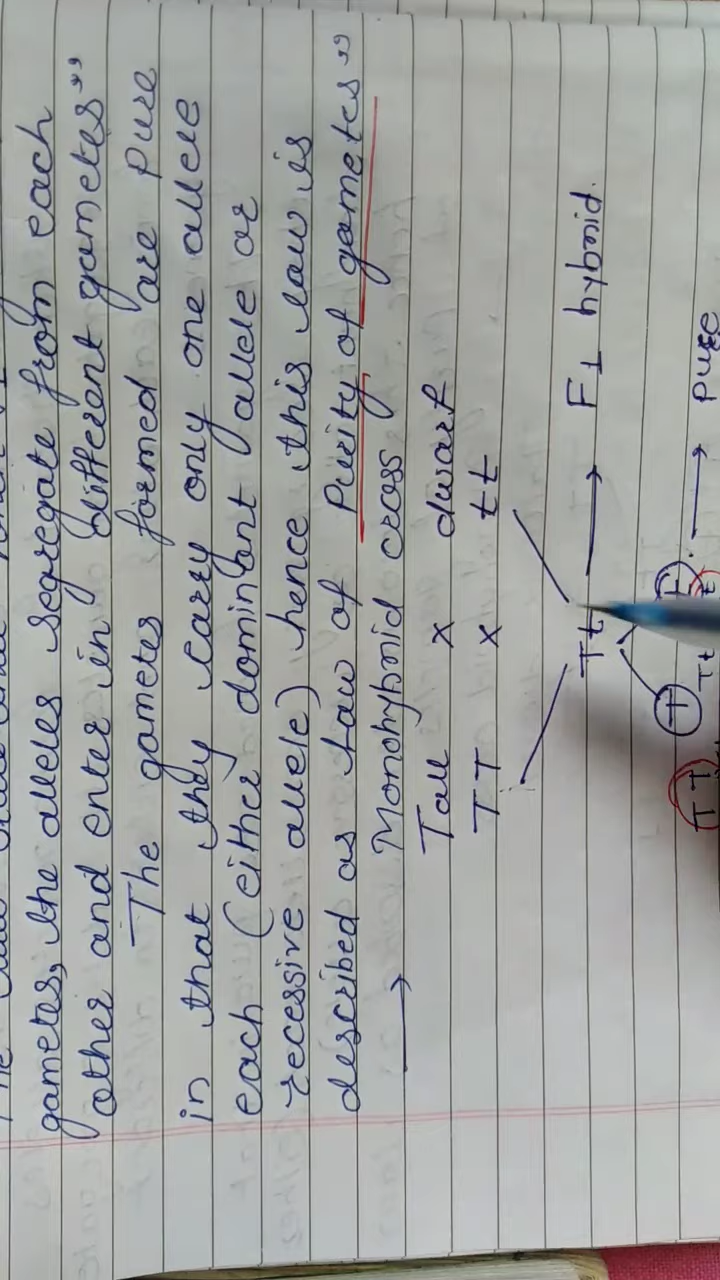 gametes, the alleles segregate from each
other and enter in different gametes"
The gametes formed are pure
in that they carry only one allele
each (either dominant allele or
recessive allele) hence this law is
described as law of Purity of gametes"
→ Monohybrid cross
Tall × dwarf
TT × tt
Tt → F1 hybrid.
T
TT Tt → Pure